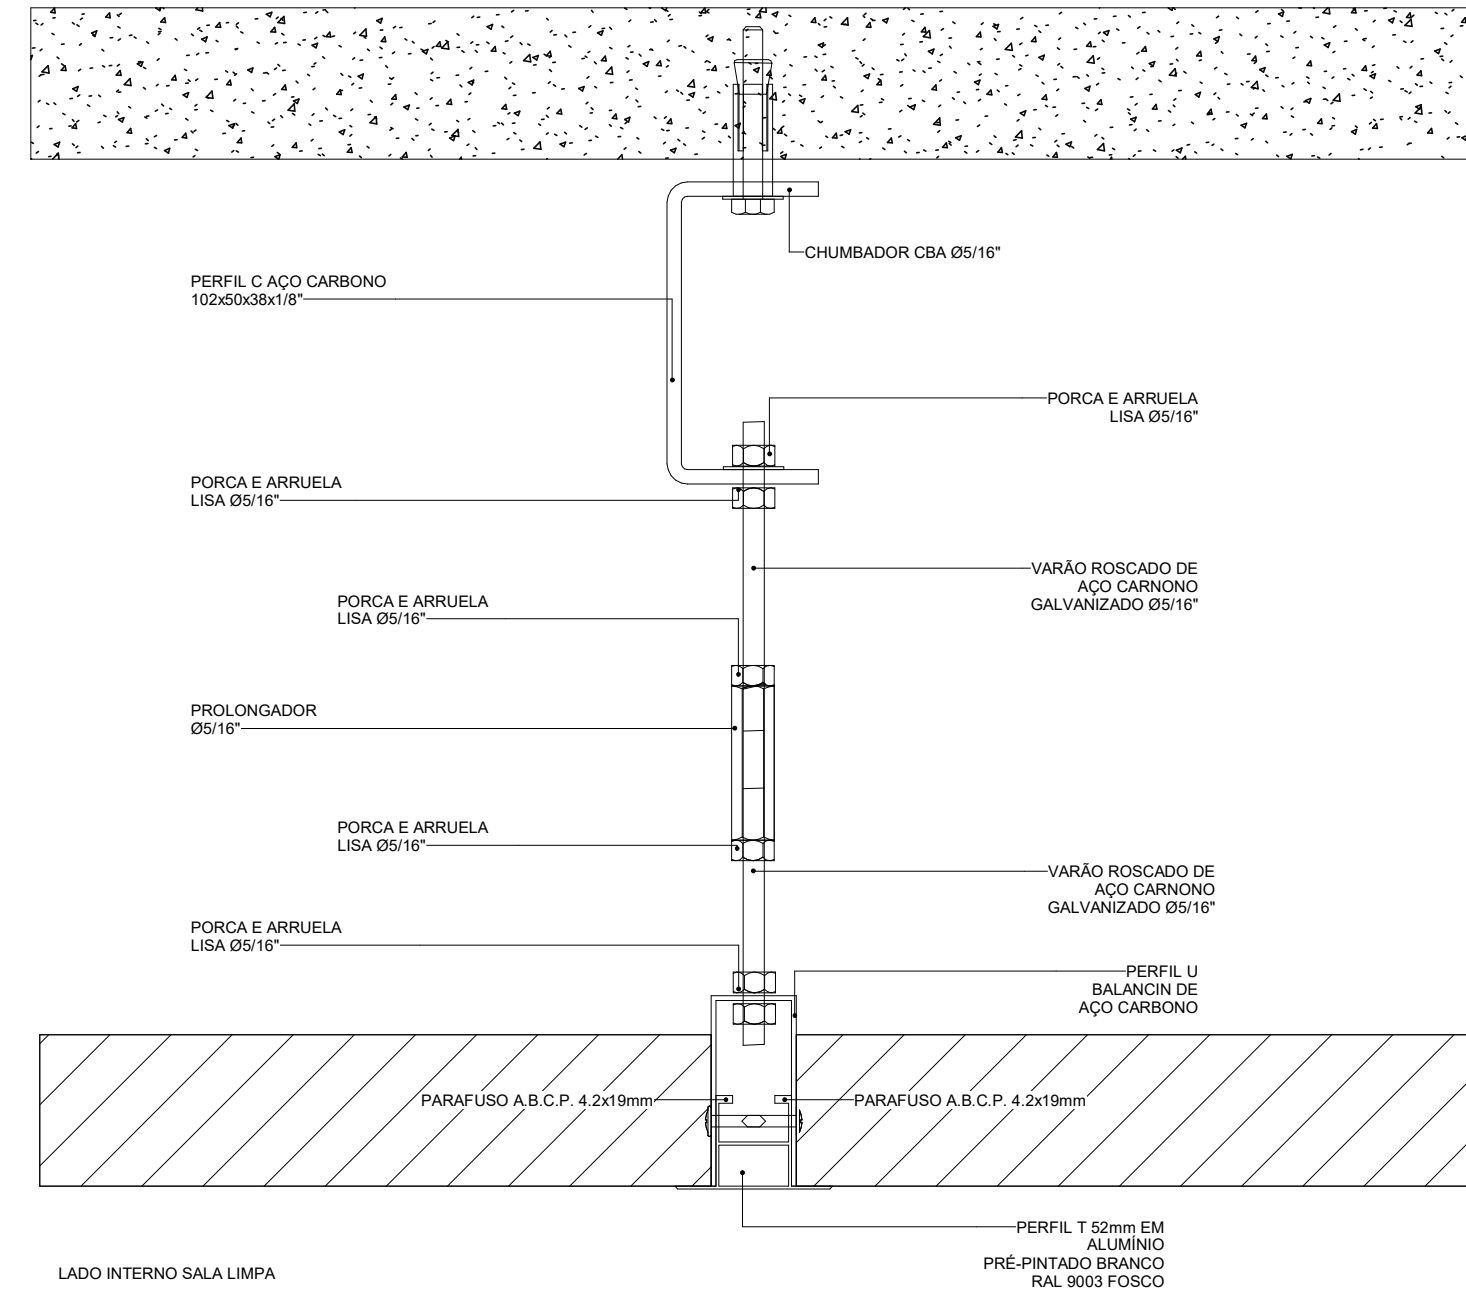 CHUMBADOR CBA Ø5/16"
PERFIL C AÇO CARBONO
102x50x38x1/8"
PORCA E ARRUELA
LISA Ø5/16"
PORCA E ARRUELA
LISA Ø5/16"
VARÃO ROSCADO DE
AÇO CARNONO
GALVANIZADO Ø5/16"
PORCA E ARRUELA
LISA Ø5/16"
PROLONGADOR
Ø5/16"
PORCA E ARRUELA
LISA Ø5/16"
VARÃO ROSCADO DE
AÇO CARNONO
GALVANIZADO Ø5/16"
PORCA E ARRUELA
LISA Ø5/16"
PERFIL U
BALANCIN DE
AÇO CARBONO
PARAFUSO A.B.C.P. 4.2x19mm
PARAFUSO A.B.C.P. 4.2x19mm
PERFIL T 52mm EM
ALUMÍNIO
PRÉ-PINTADO BRANCO
RAL 9003 FOSCO
LADO INTERNO SALA LIMPA